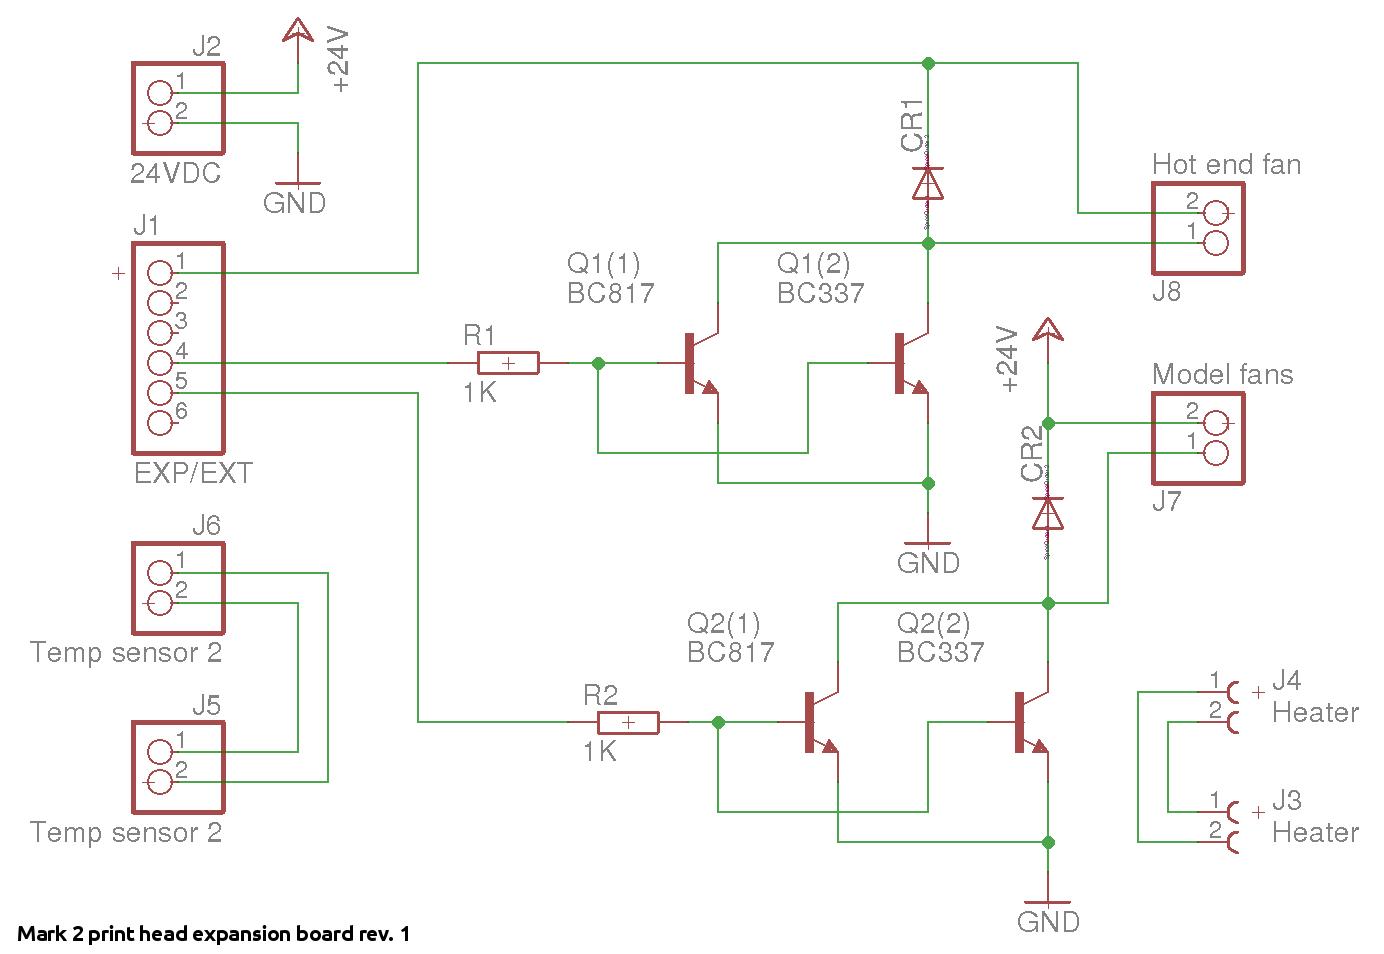 J2
1
2
24VDC
+24V
GND
J1
+
1
2
3
4
5
6
EXP/EXT
J6
1
2
Temp sensor 2
J5
1
2
Temp sensor 2
R1
1K
Q1(1)
BC817
Q1(2)
BC337
CR1
GND
Hot end fan
2
1
J8
+24V
Model fans
2
1
J7
CR2
R2
1K
Q2(1)
BC817
Q2(2)
BC337
GND
1
2
+ J4
Heater
1
2
+ J3
Heater
Mark 2 print head expansion board rev. 1